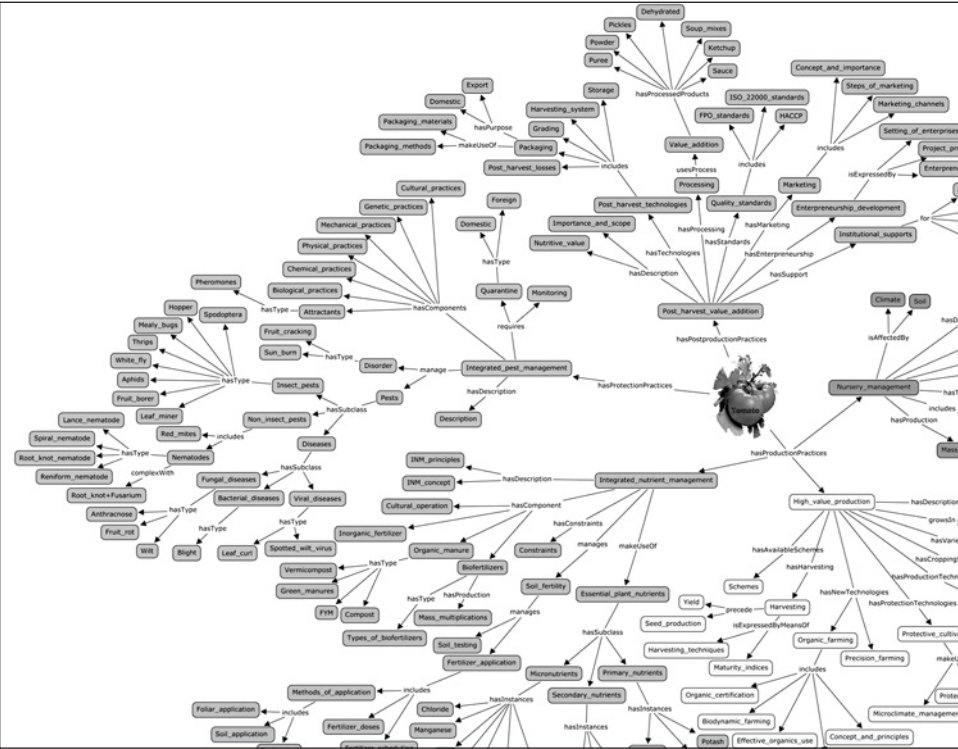 Dehydrated
Pickles
Soup_mixes
Powder
Ketchup
Puree
Sauce
hasProcessedProducts
Concept_and_importance
Steps_of_marketing
Marketing_channels
Export
Storage
ISO_22000_standards
Domestic
Harvesting_system
FPO_standards
HACCP
Packaging_materials
hasPurpose
Grading
Setting_of_enterprises
Packaging_methods
makeUseOf
Packaging
Value_addition
includes
Post_harvest_losses
includes
includes
usesProcess
isExpressedBy
Processing
Marketing
Cultural_practices
Foreign
Post_harvest_technologies
Quality_standards
Enterpreneurship_development
Genetic_practices
Importance_and_scope
hasProcessing
hasMarketing
for
Mechanical_practices
Domestic
Nutritive_value
hasStandards
Institutional_supports
Physical_practices
hasType
hasTechnologies
hasEnterpreneurship
Chemical_practices
hasDescription
hasSupport
Pheromones
Biological_practices
Quarantine
Monitoring
hasType
Attractants
hasComponents
Post_harvest_value_addition
Climate
Soil
Hopper
Spodoptera
requires
isAffectedBy
Mealy_bugs
Fruit_cracking
hasPostproductionPractices
Thrips
Sun_burn
hasType
Disorder
manage
Integrated_pest_management
White_fly
hasProtectionPractices
Nursery_management
Aphids
hasType
Insect_pests
Pests
hasDescription
Tomato
Fruit_borer
hasSubclass
Description
includes
Leaf_miner
Non_insect_pests
hasProduction
Lance_nematode
Red_mites
includes
Diseases
Spiral_nematode
hasType
Nematodes
INM_principles
hasProductionPractices
Root_knot_nematode
hasSubclass
INM_concept
hasDescription
Integrated_nutrient_management
Reniform_nematode
complexWith
Fungal_diseases
Root_knot+Fusarium
Bacterial_diseases
Viral_diseases
Cultural_operation
hasComponent
High_value_production
hasDescription
Anthracnose
hasType
hasType
Inorganic_fertilizer
hasConstraints
growsIn
Fruit_rot
hasType
manages
makeUseOf
Wilt
Blight
Leaf_curl
Spotted_wilt_virus
Organic_manure
Constraints
hasAvailableSchemes
Vermicompost
hasType
Biofertilizers
hasHarvesting
Green_manures
Soil_fertility
Schemes
hasNewTechnologies
hasType
hasProduction
Essential_plant_nutrients
hasProtectionTechnologies
FYM
Compost
manages
Yield
precede
Harvesting
Mass_multiplications
Seed_production
isExpressedByMeansOf
Types_of_biofertilizers
hasSubclass
Organic_farming
Soil_testing
Harvesting_techniques
Precision_farming
Fertilizer_application
Maturity_indices
includes
Micronutrients
Primary_nutrients
Methods_of_application
includes
Secondary_nutrients
Organic_certification
Foliar_application
includes
Chloride
hasInstances
hasInstances
Biodynamic_farming
Soil_application
Fertilizer_doses
Manganese
hasInstances
Potash
Effective_organics_use
Concept_and_principles